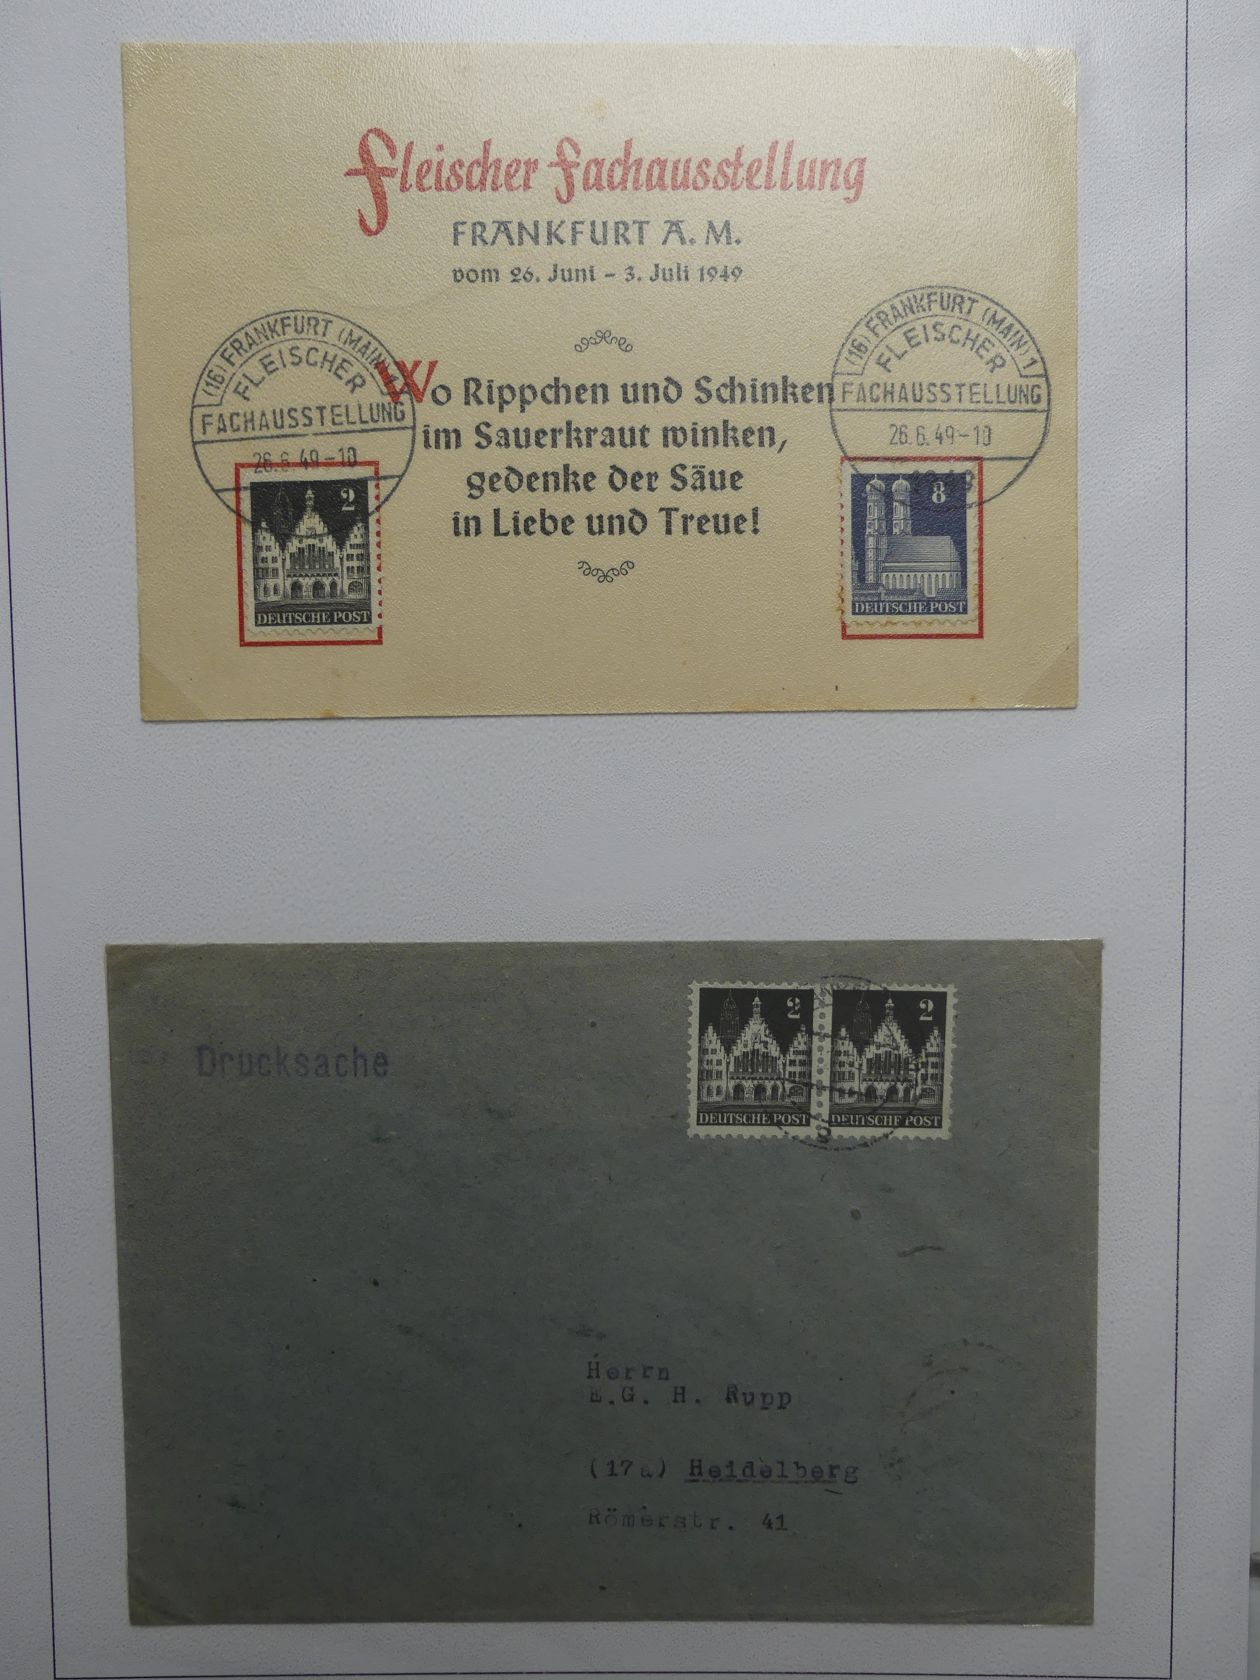 Fleischer Fachausstellung
FRANKFURT A. M.
vom 26. Juni - 3. Juli 1949
(16) FRANKFURT (MAIN) 1
FLEISCHER
FACHAUSSTELLUNG
26.6.49-10
(16) FRANKFURT (MAIN) 1
FLEISCHER
FACHAUSSTELLUNG
26.6.49-10
Wo Rippchen und Schinken
im Sauerkraut winken,
gedenke der Säue
in Liebe und Treue!
2
DEUTSCHE POST
8
DEUTSCHE POST
Drucksache
2
DEUTSCHE POST
2
DEUTSCHE POST
Herrn
E.G. H. Rupp
(17a) Heidelberg
Römerstr. 41